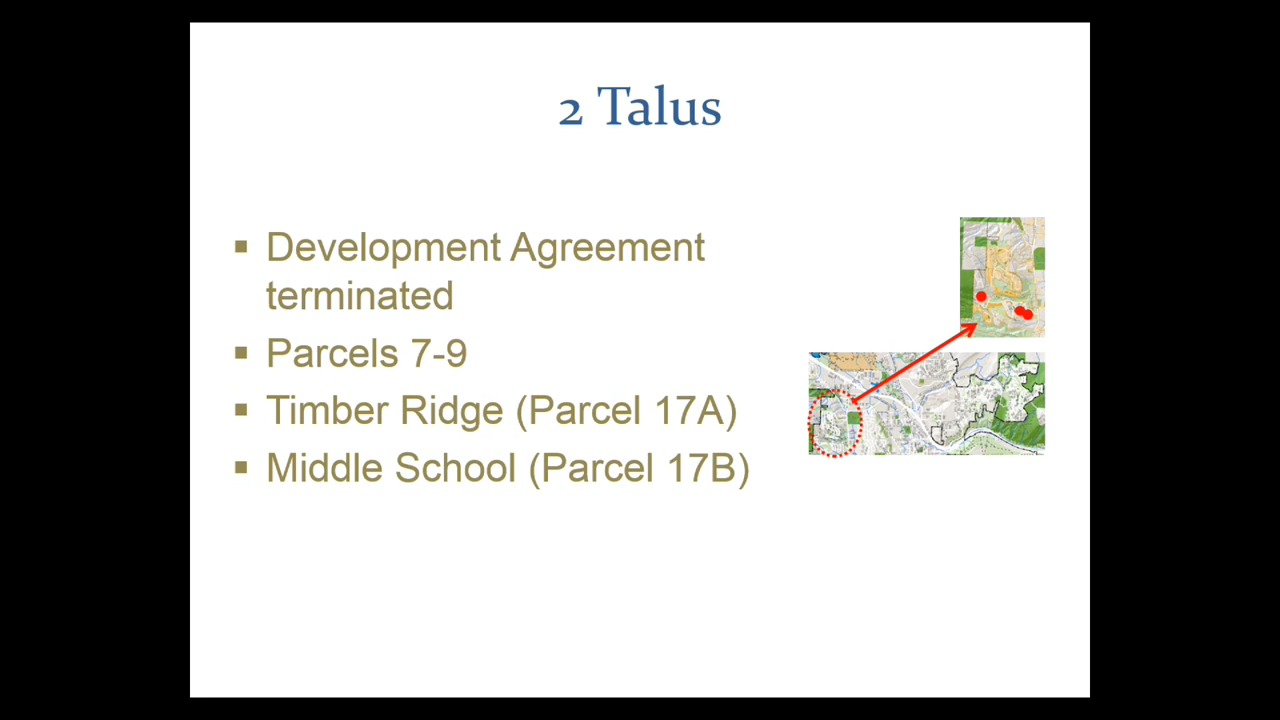 2 Talus
▪ Development Agreement
terminated
▪ Parcels 7-9
▪ Timber Ridge (Parcel 17A)
▪ Middle School (Parcel 17B)